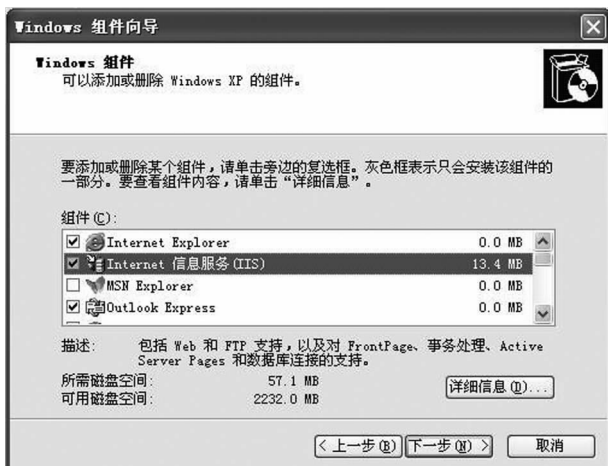 Windows 组件向导
Windows 组件
可以添加或删除 Windows XP 的组件。
要添加或删除某个组件，请单击旁边的复选框。灰色框表示只会安装该组件的
一部分。要查看组件内容，请单击“详细信息”。
组件(C):
Internet Explorer 0.0 MB
Internet 信息服务(IIS) 13.4 MB
MSN Explorer 0.0 MB
Outlook Express 0.0 MB
描述: 包括 Web 和 FTP 支持，以及对 FrontPage、事务处理、Active
Server Pages 和数据库连接的支持。
所需磁盘空间: 57.1 MB
可用磁盘空间: 2232.0 MB
详细信息(D)...
< 上一步(B) 下一步(N) > 取消